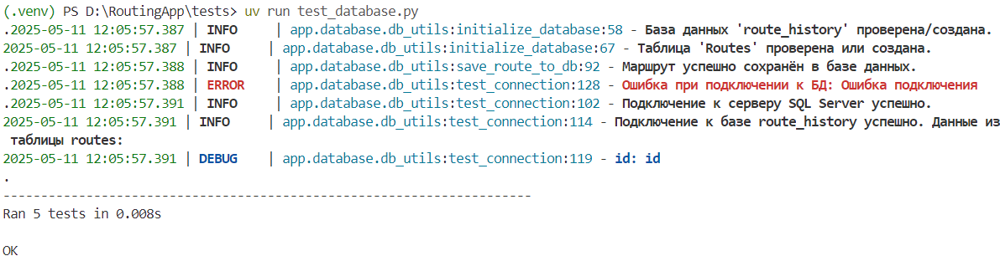 (.venv) PS D:\RoutingApp\tests> uv run test_database.py
.2025-05-11 12:05:57.387 | INFO     | app.database.db_utils:initialize_database:58 - База данных 'route_history' проверена/создана.
2025-05-11 12:05:57.387 | INFO     | app.database.db_utils:initialize_database:67 - Таблица 'Routes' проверена или создана.
.2025-05-11 12:05:57.388 | INFO     | app.database.db_utils:save_route_to_db:92 - Маршрут успешно сохранён в базе данных.
.2025-05-11 12:05:57.388 | ERROR    | app.database.db_utils:test_connection:128 - Ошибка при подключении к БД: Ошибка подключения
.2025-05-11 12:05:57.391 | INFO     | app.database.db_utils:test_connection:102 - Подключение к серверу SQL Server успешно.
2025-05-11 12:05:57.391 | INFO     | app.database.db_utils:test_connection:114 - Подключение к базе route_history успешно. Данные из
 таблицы routes:
2025-05-11 12:05:57.391 | DEBUG    | app.database.db_utils:test_connection:119 - id: id
.
----------------------------------------------------------------------
Ran 5 tests in 0.008s

OK